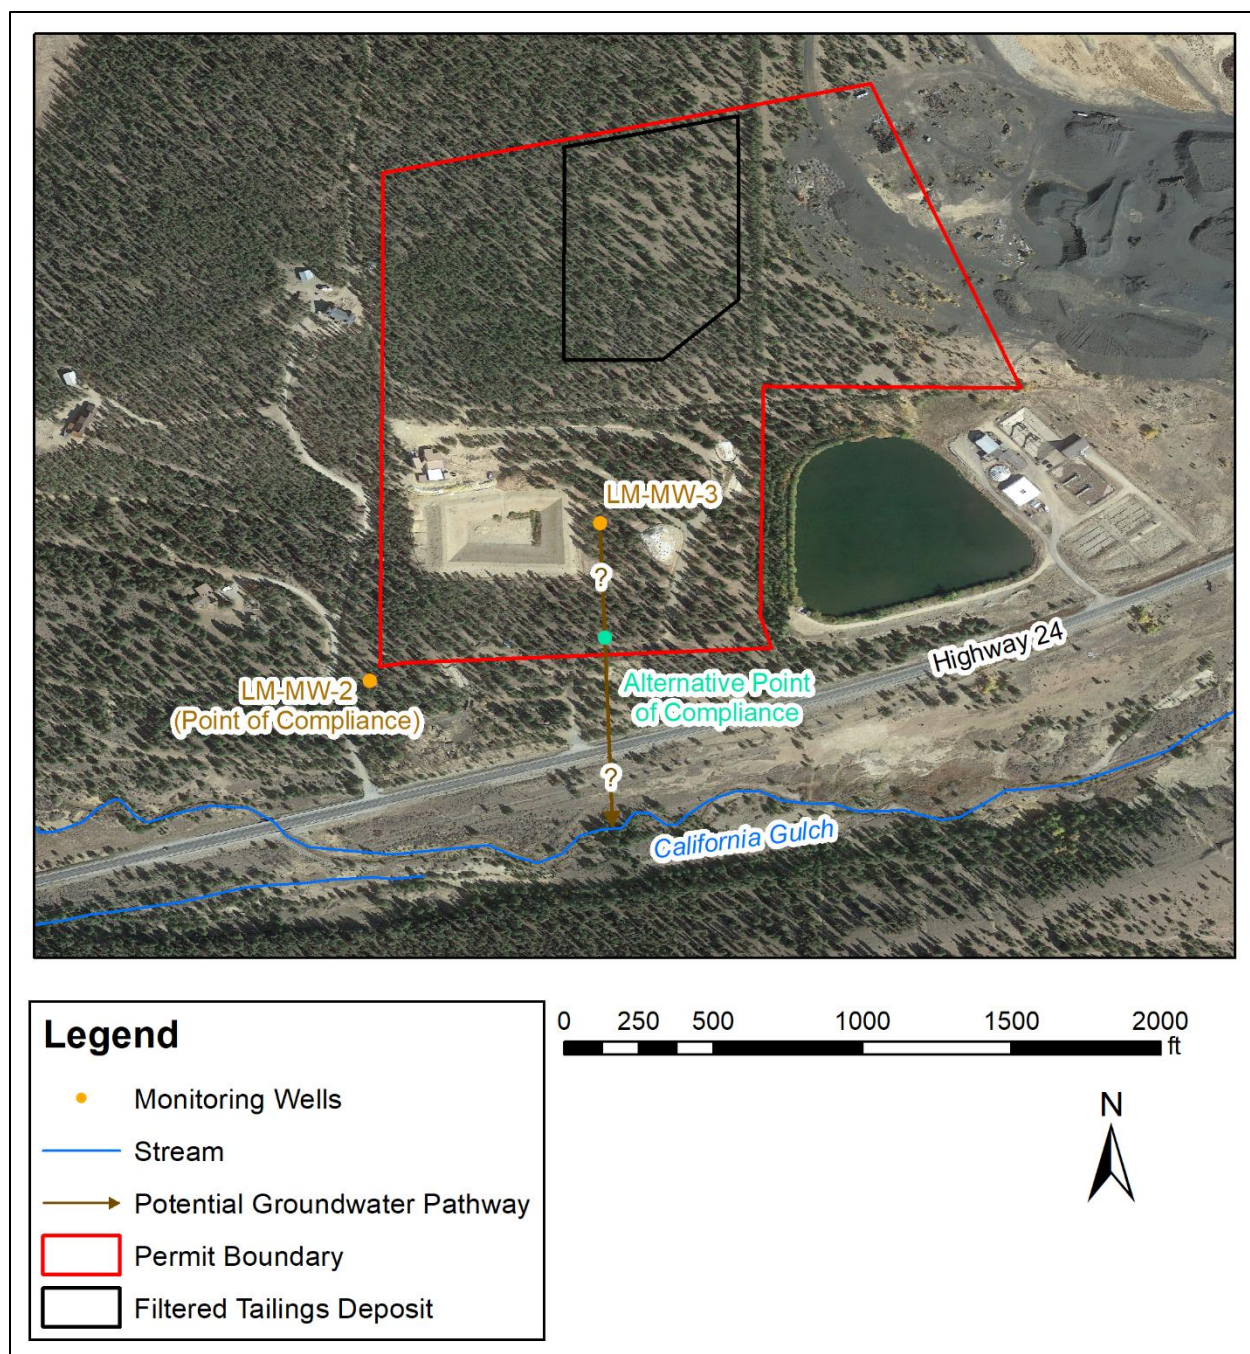 LM-MW-3
?
Highway 24
LM-MW-2
(Point of Compliance)
Alternative Point
of Compliance
?
California Gulch
Legend
Monitoring Wells
Stream
Potential Groundwater Pathway
Permit Boundary
Filtered Tailings Deposit
0 250 500 1000 1500 2000
ft
N